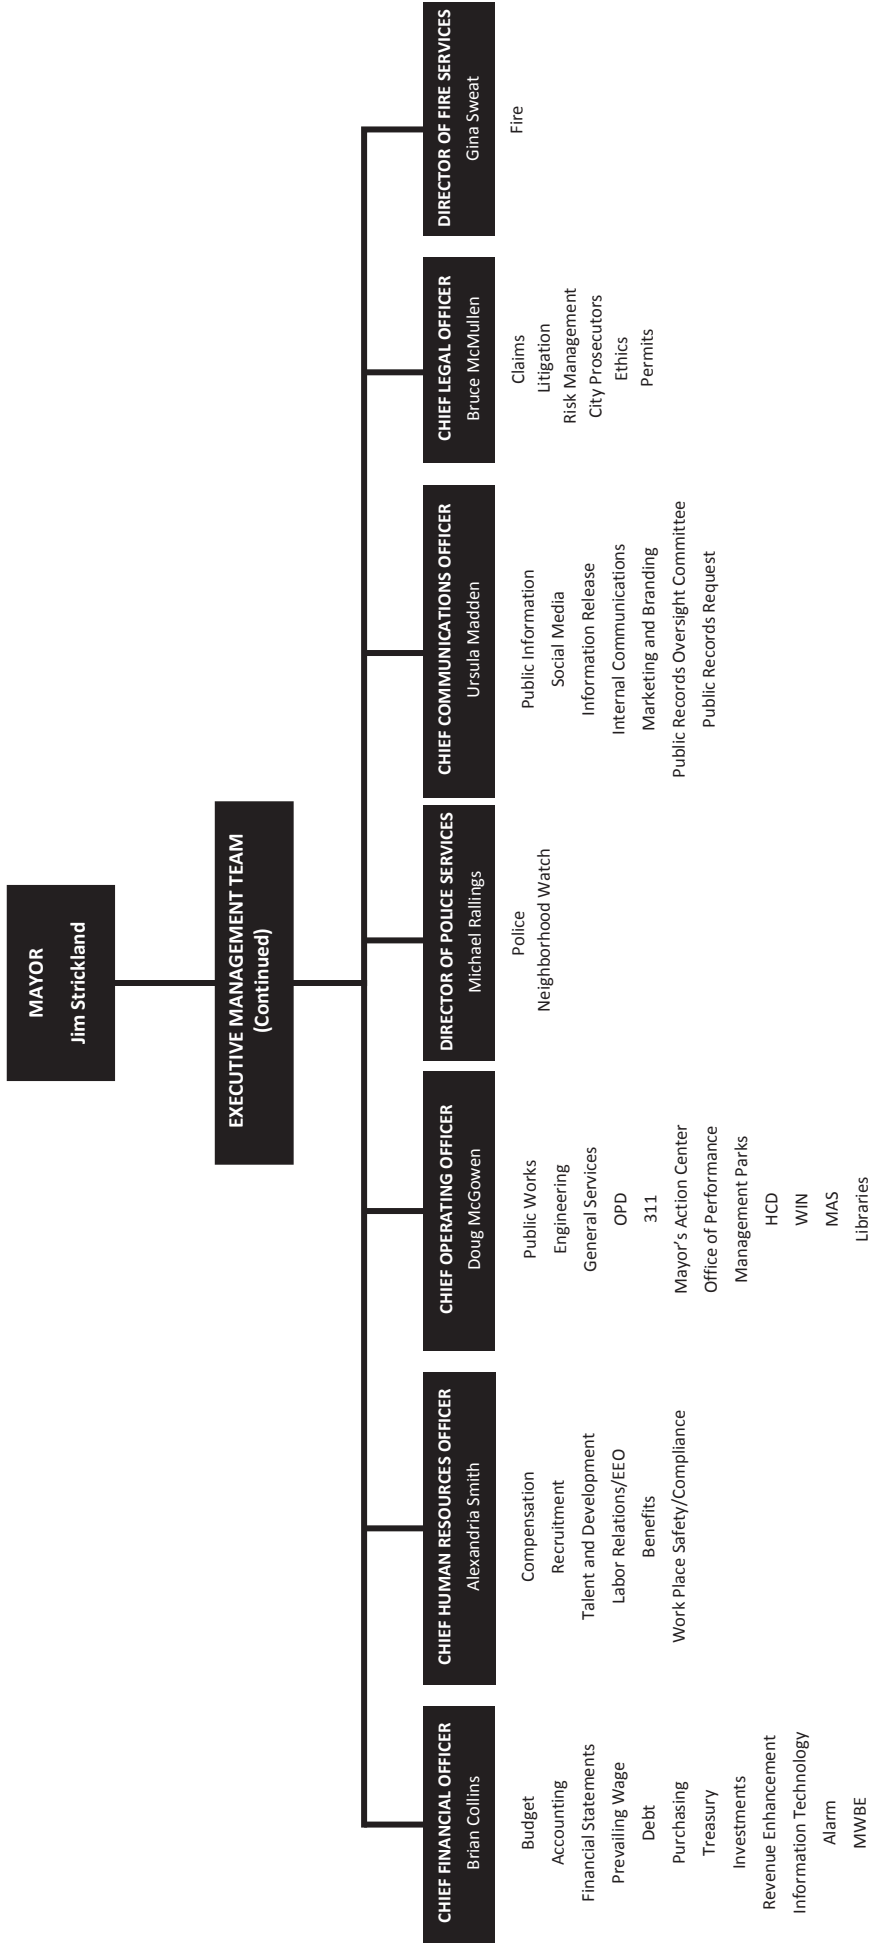 MAYOR
Jim Strickland
EXECUTIVE MANAGEMENT TEAM
(Continued)
CHIEF FINANCIAL OFFICER
Brian Collins
Budget
Accounting
Financial Statements
Prevailing Wage
Debt
Purchasing
Treasury
Investments
Revenue Enhancement
Information Technology
Alarm
MWBE
CHIEF HUMAN RESOURCES OFFICER
Alexandria Smith
Compensation
Recruitment
Talent and Development
Labor Relations/EEO
Benefits
Work Place Safety/Compliance
CHIEF OPERATING OFFICER
Doug McGowen
Public Works
Engineering
General Services
OPD
311
Mayor’s Action Center
Office of Performance
Management Parks
HCD
WIN
MAS
Libraries
DIRECTOR OF POLICE SERVICES
Michael Rallings
Police
Neighborhood Watch
CHIEF COMMUNICATIONS OFFICER
Ursula Madden
Public Information
Social Media
Information Release
Internal Communications
Marketing and Branding
Public Records Oversight Committee
Public Records Request
CHIEF LEGAL OFFICER
Bruce McMullen
Claims
Litigation
Risk Management
City Prosecutors
Ethics
Permits
DIRECTOR OF FIRE SERVICES
Gina Sweat
Fire